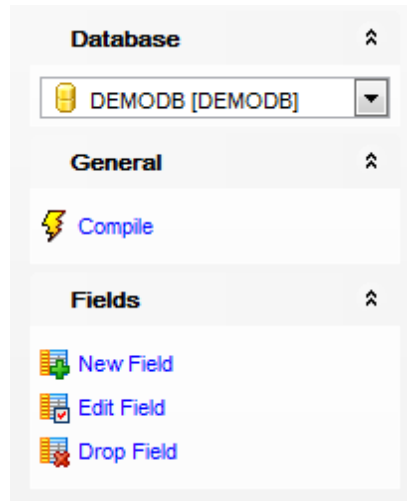 Database
DEMODB [DEMODB]
General
Compile
Fields
New Field
Edit Field
Drop Field